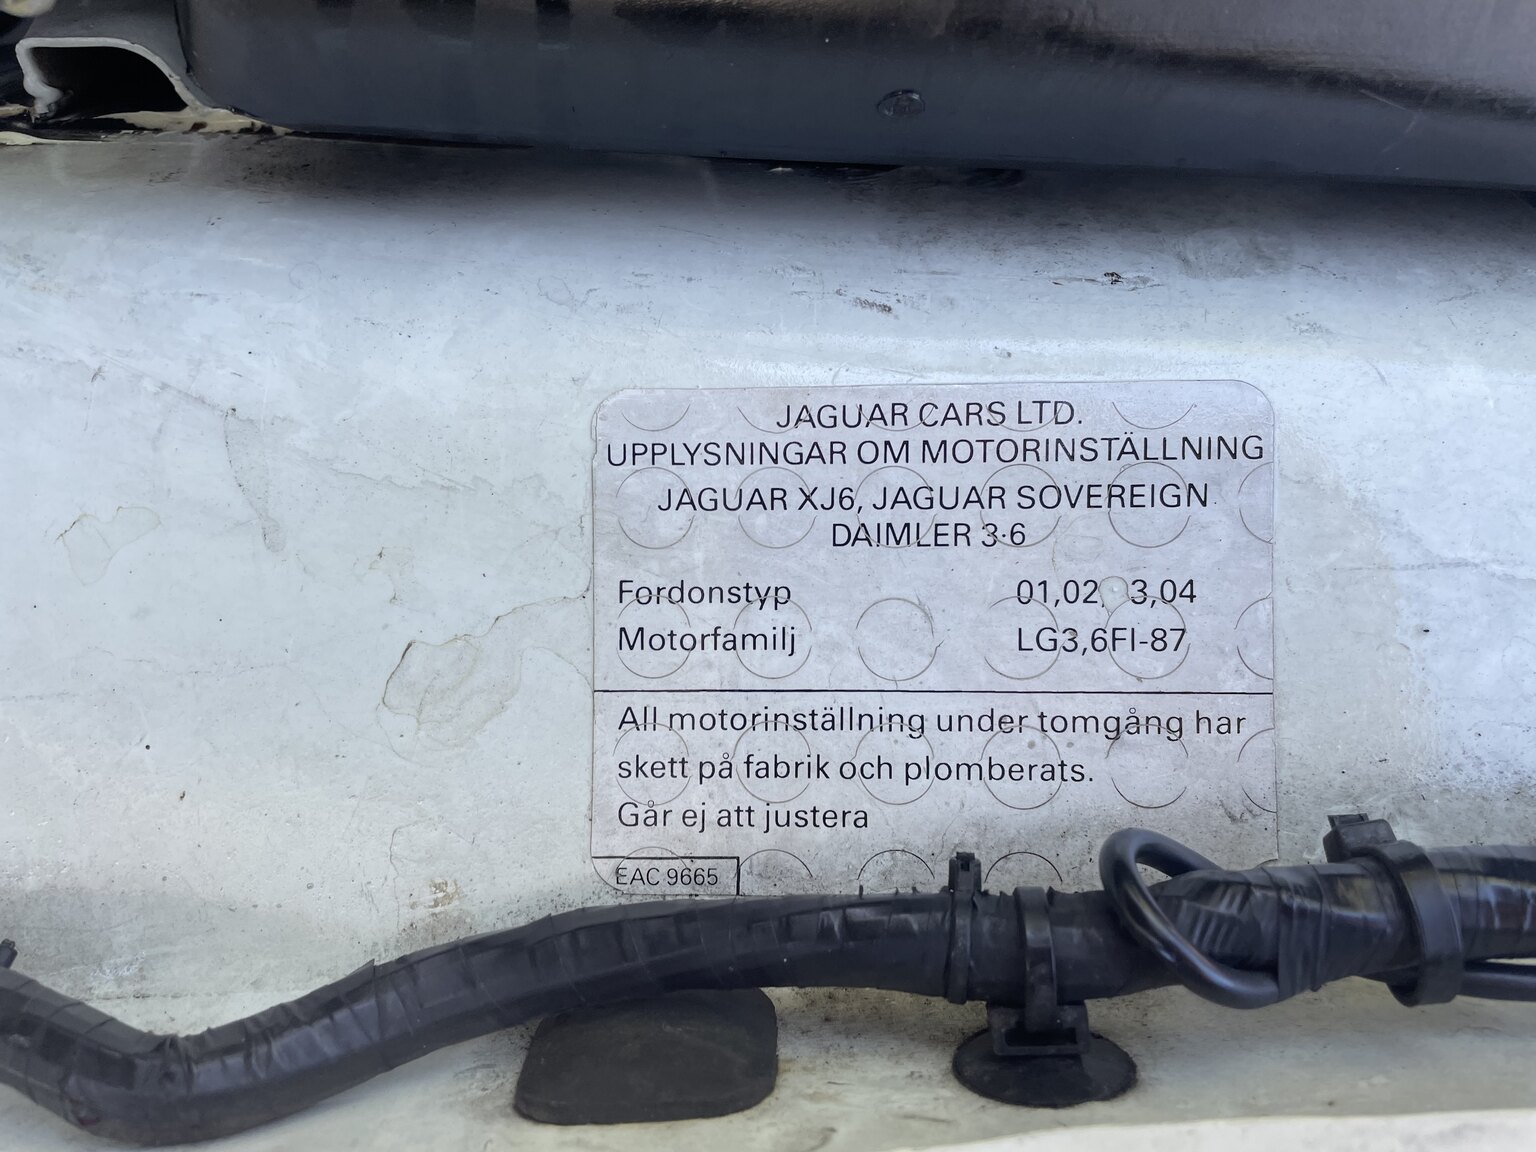 JAGUAR CARS LTD.
UPPLYSNINGAR OM MOTORINSTÄLLNING
JAGUAR XJ6, JAGUAR SOVEREIGN
DAIMLER 3·6
Fordonstyp 01,02, 3,04
Motorfamilj LG3,6FI-87
All motorinställning under tomgång har
skett på fabrik och plomberats.
Går ej att justera
EAC 9665